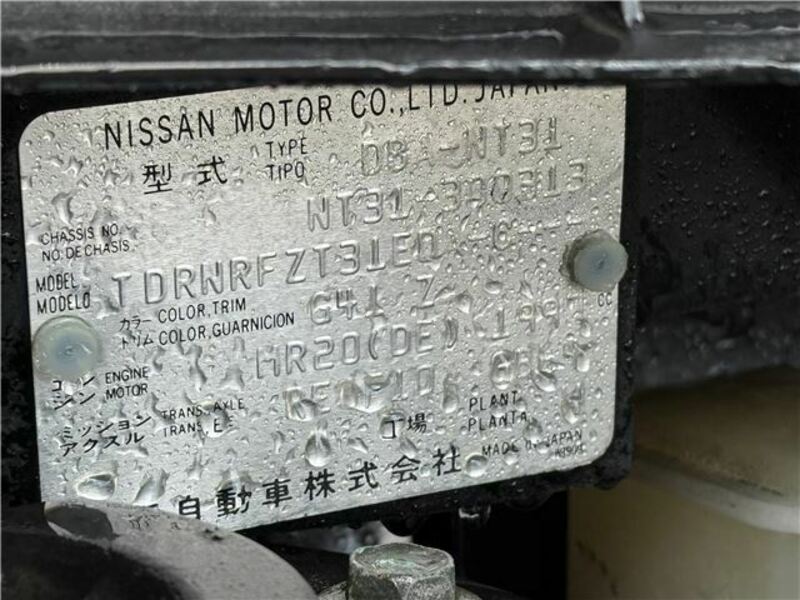 NISSAN MOTOR CO.,LTD. JAPAN
型式 TYPE TIPO DBA-NT31
CHASSIS NO. NO. DE CHASIS
MODEL MODELO TDRNRFZT31ED
カラー トリム COLOR, TRIM COLOR, GUARNICION G41 Z
エンジン ENGINE MOTOR MR20(DE) 1997 CC
ミッション アクスル TRANS. AXLE TRANS. E
工場 PLANT PLANTA
MADE IN JAPAN
自動車株式会社